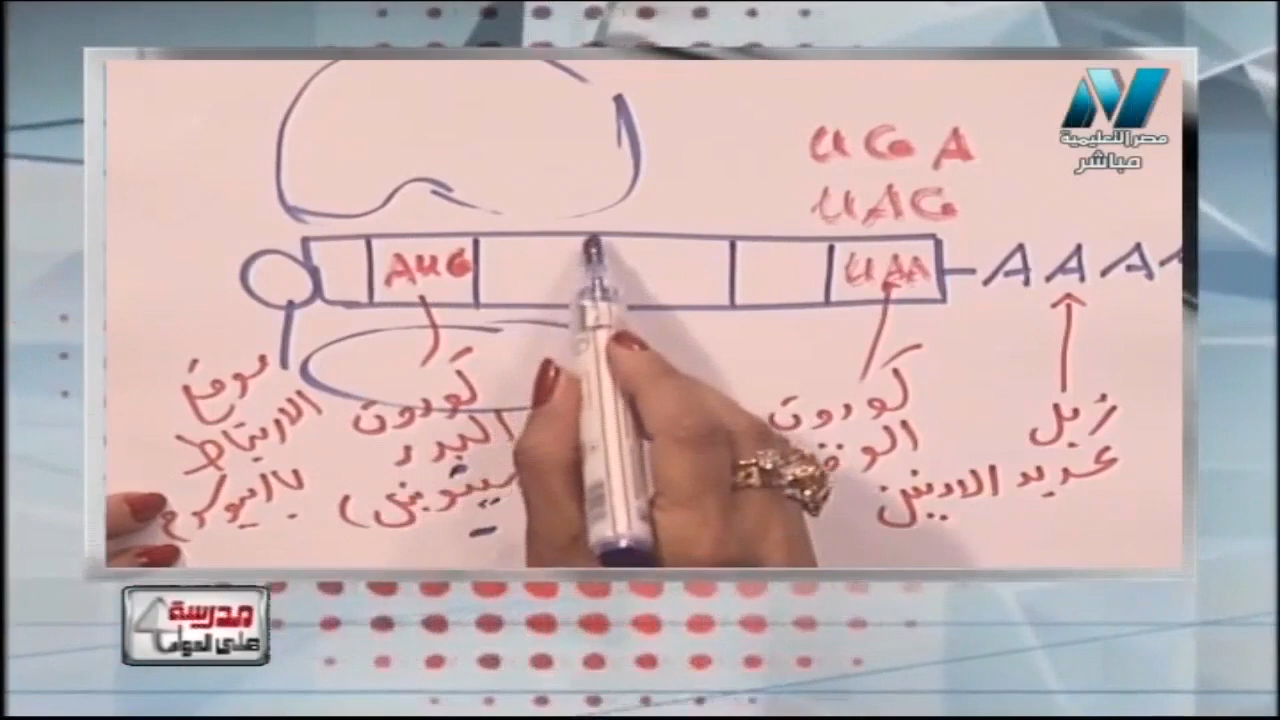 مصر التعليمية
مباشر
UGA
UAG
AUG
UAA
A A A A
موقع
الارتباط
بالريبوسوم
كودون
البدء
ميثيونين)
كودون
ذيل
عديد الادينين
مدرسة
على الهواء